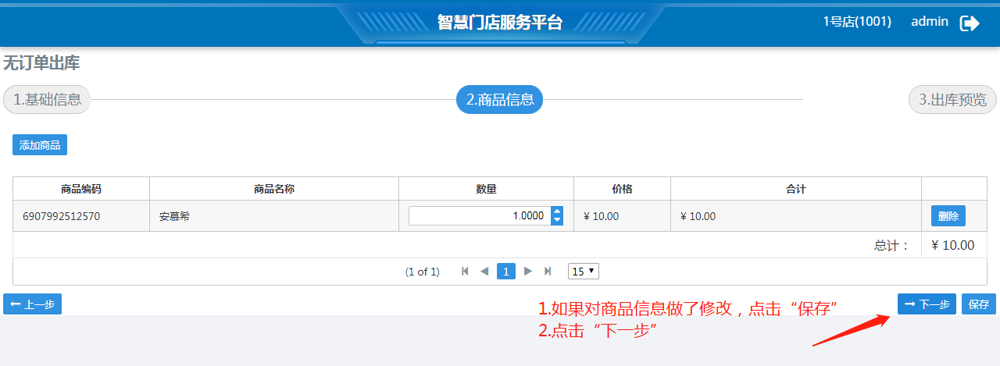 智慧门店服务平台
1号店(1001) admin
无订单出库
1.基础信息 2.商品信息 3.出库预览
添加商品
商品编码 商品名称 数量 价格 合计
6907992512570 安慕希 1.0000 ¥ 10.00 ¥ 10.00 删除
总计： ¥ 10.00
(1 of 1) 1 15
上一步 下一步 保存
1.如果对商品信息做了修改，点击“保存”
2.点击“下一步”